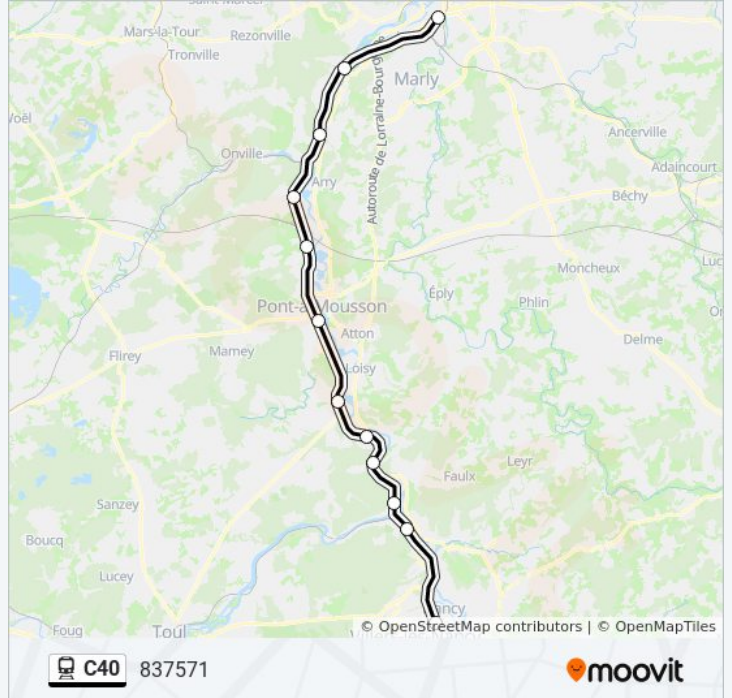 Mars-la-Tour
Rezonville
Tronville
Marly
Autoroute de Lorraine-Bourgogne
Ancerville
Onville
Adaincourt
Arry
Béchy
Moncheux
Éply
Phlin
Pont-à-Mousson
Atton
Delme
Flirey
Mamey
Loisy
Leyr
Faulx
Sanzey
Boucq
Lucey
Foug
Toul
© OpenStreetMap contributors | © OpenMapTiles
C40 837571 moovit